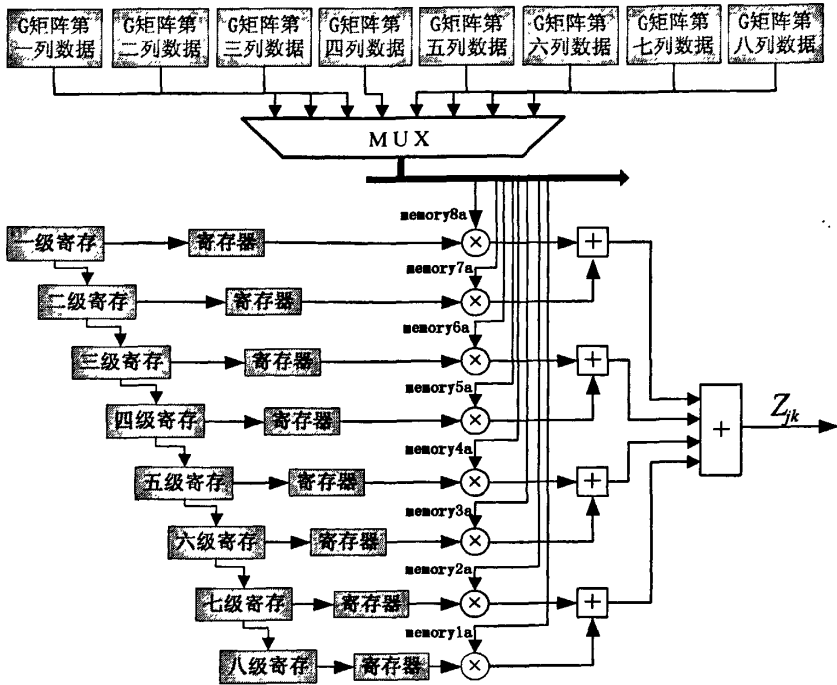 G矩阵第
一列数据
G矩阵第
二列数据
G矩阵第
三列数据
G矩阵第
四列数据
G矩阵第
五列数据
G矩阵第
六列数据
G矩阵第
七列数据
G矩阵第
八列数据
MUX
memory8a
一级寄存
寄存器
×
+
memory7a
二级寄存
寄存器
×
memory6a
三级寄存
寄存器
×
+
memory5a
四级寄存
寄存器
×
+
Z_{jk}
memory4a
五级寄存
寄存器
×
+
memory3a
六级寄存
寄存器
×
memory2a
七级寄存
寄存器
×
+
memory1a
八级寄存
寄存器
×